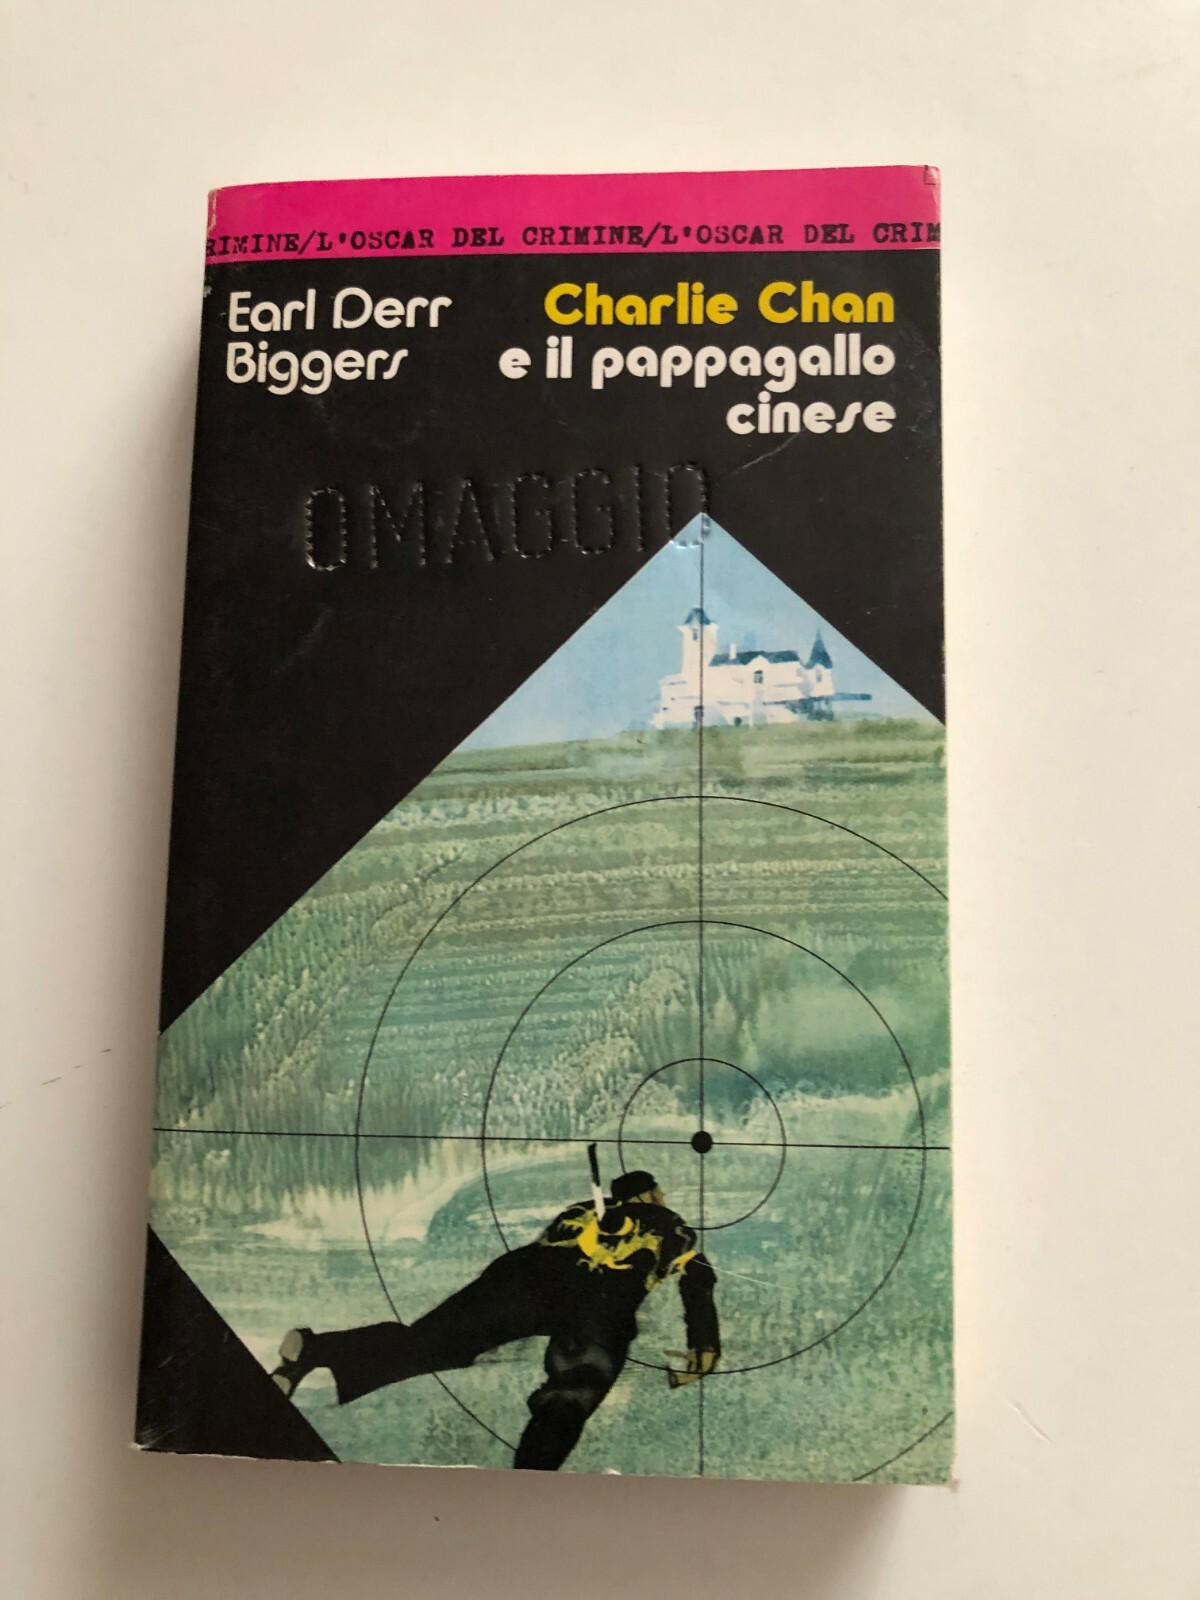 RIMINE/L'OSCAR DEL CRIMINE/L'OSCAR DEL CRIM
Earl Derr
Biggers
Charlie Chan
e il pappagallo
cinese
OMAGGIO